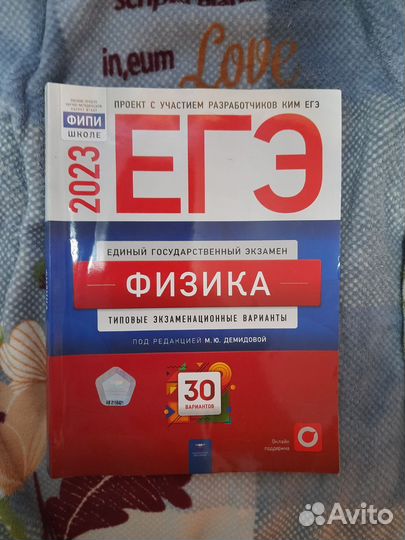 in,eum
Love
ПРОЕКТ С УЧАСТИЕМ РАЗРАБОТЧИКОВ КИМ ЕГЭ
ФИПИ
ШКОЛЕ
2023
ЕГЭ
ЕДИНЫЙ ГОСУДАРСТВЕННЫЙ ЭКЗАМЕН
ФИЗИКА
ТИПОВЫЕ ЭКЗАМЕНАЦИОННЫЕ ВАРИАНТЫ
ПОД РЕДАКЦИЕЙ М.Ю. ДЕМИДОВОЙ
30
ВАРИАНТОВ
Онлайн
поддержка
Avito